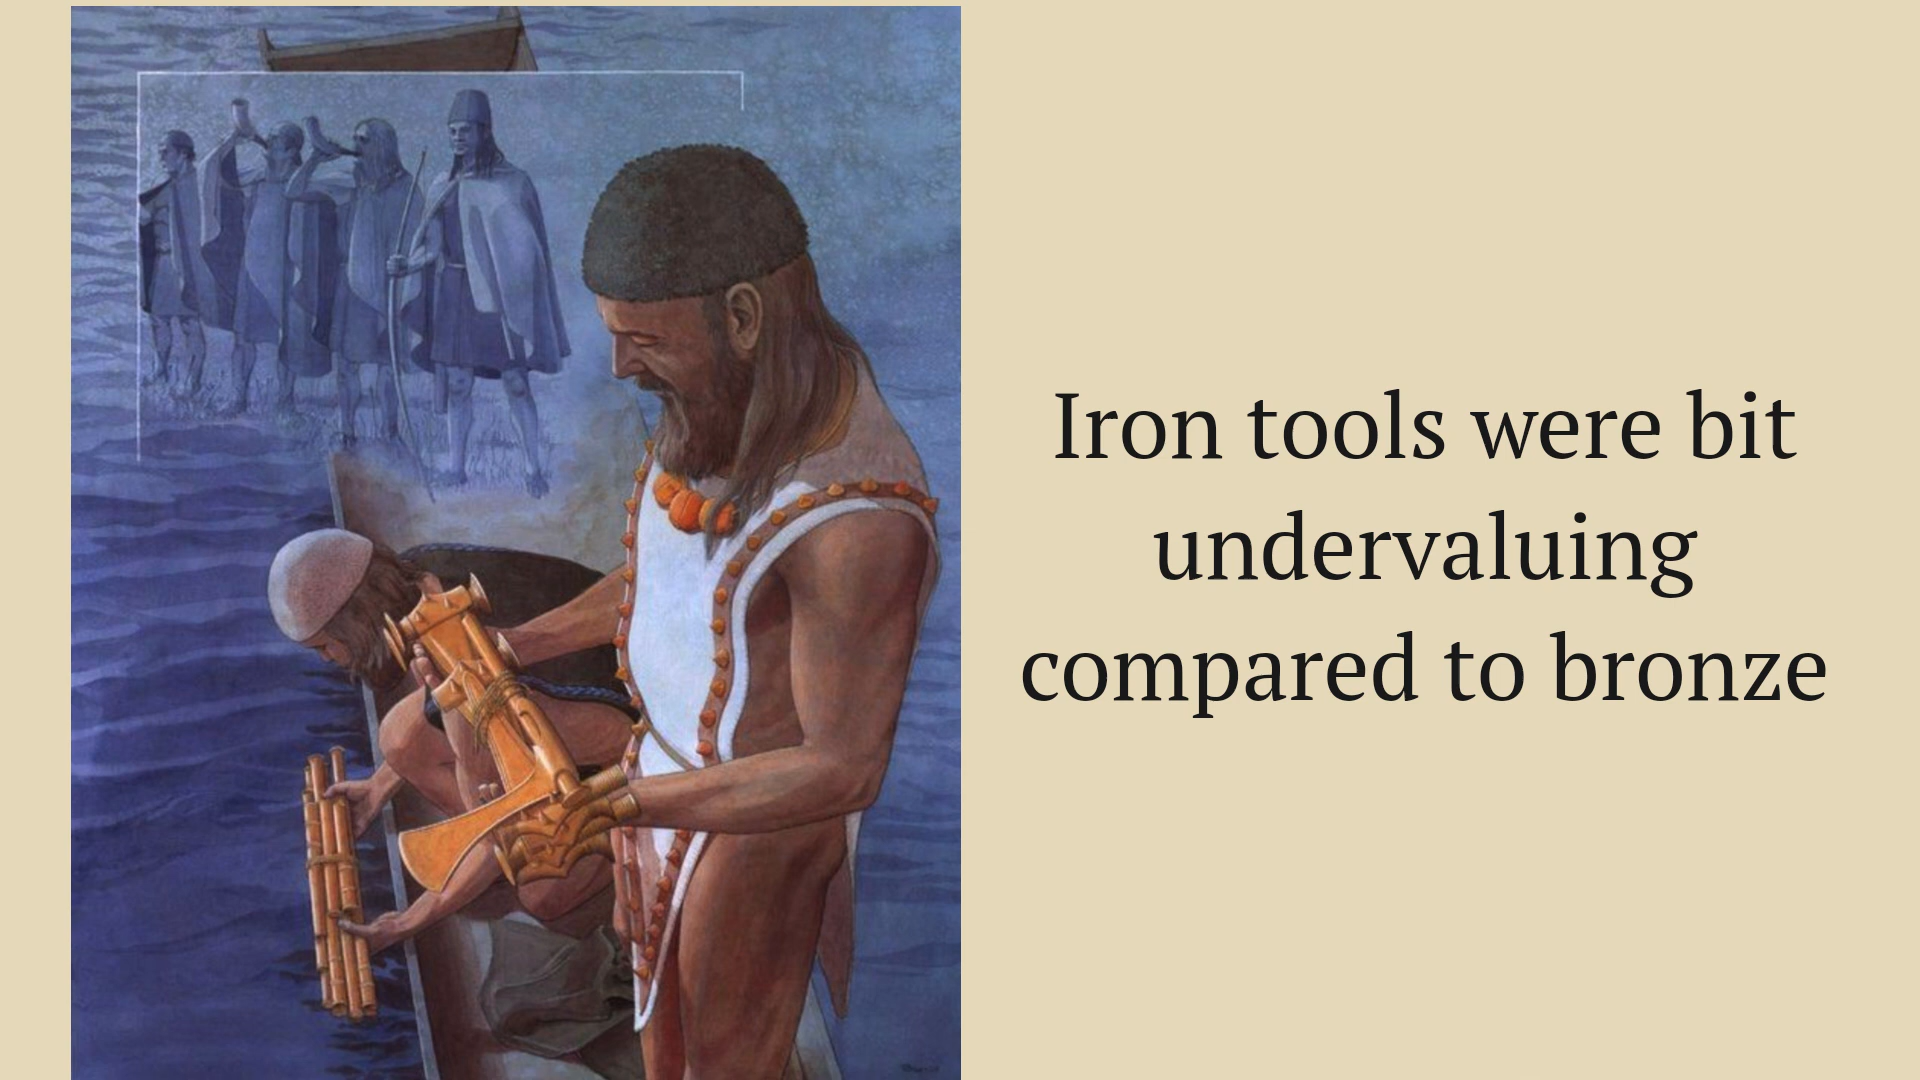 Iron tools were bit
undervaluing
compared to bronze